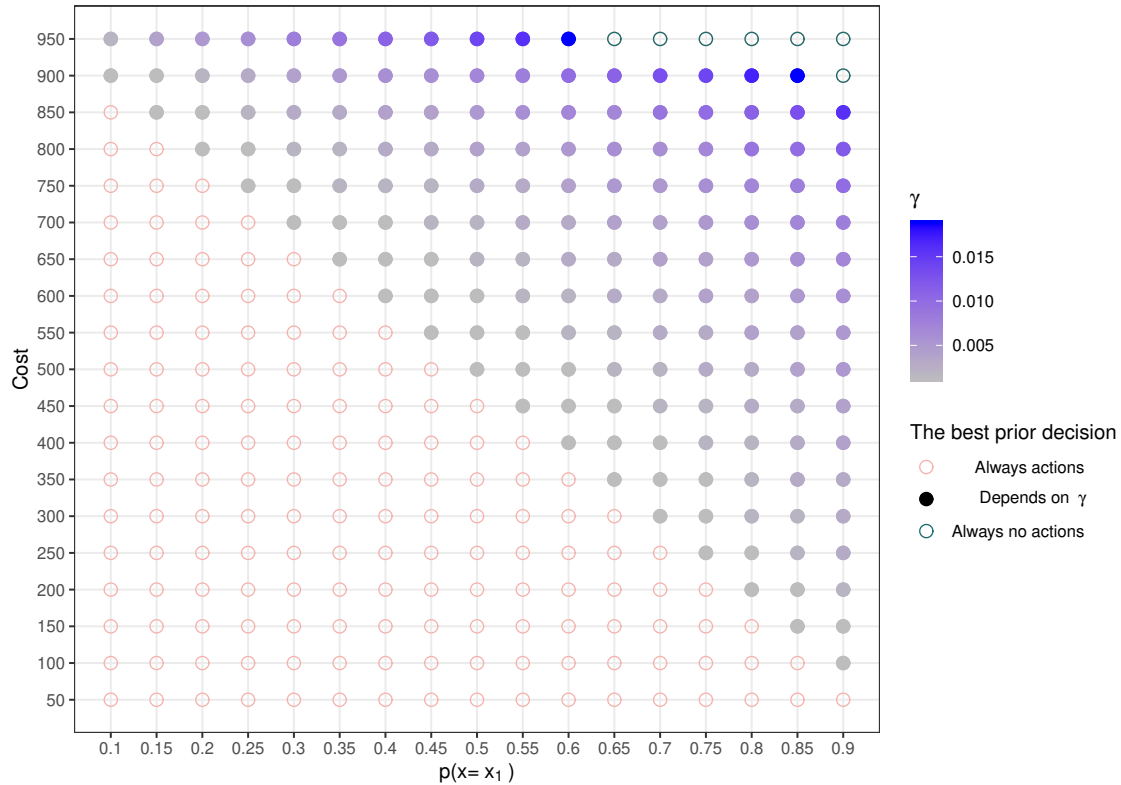 Cost
950
900
850
800
750
700
650
600
550
500
450
400
350
300
250
200
150
100
50
0.1 0.15 0.2 0.25 0.3 0.35 0.4 0.45 0.5 0.55 0.6 0.65 0.7 0.75 0.8 0.85 0.9
p(x= x₁ )
γ
0.015
0.010
0.005
The best prior decision
Always actions
Depends on γ
Always no actions